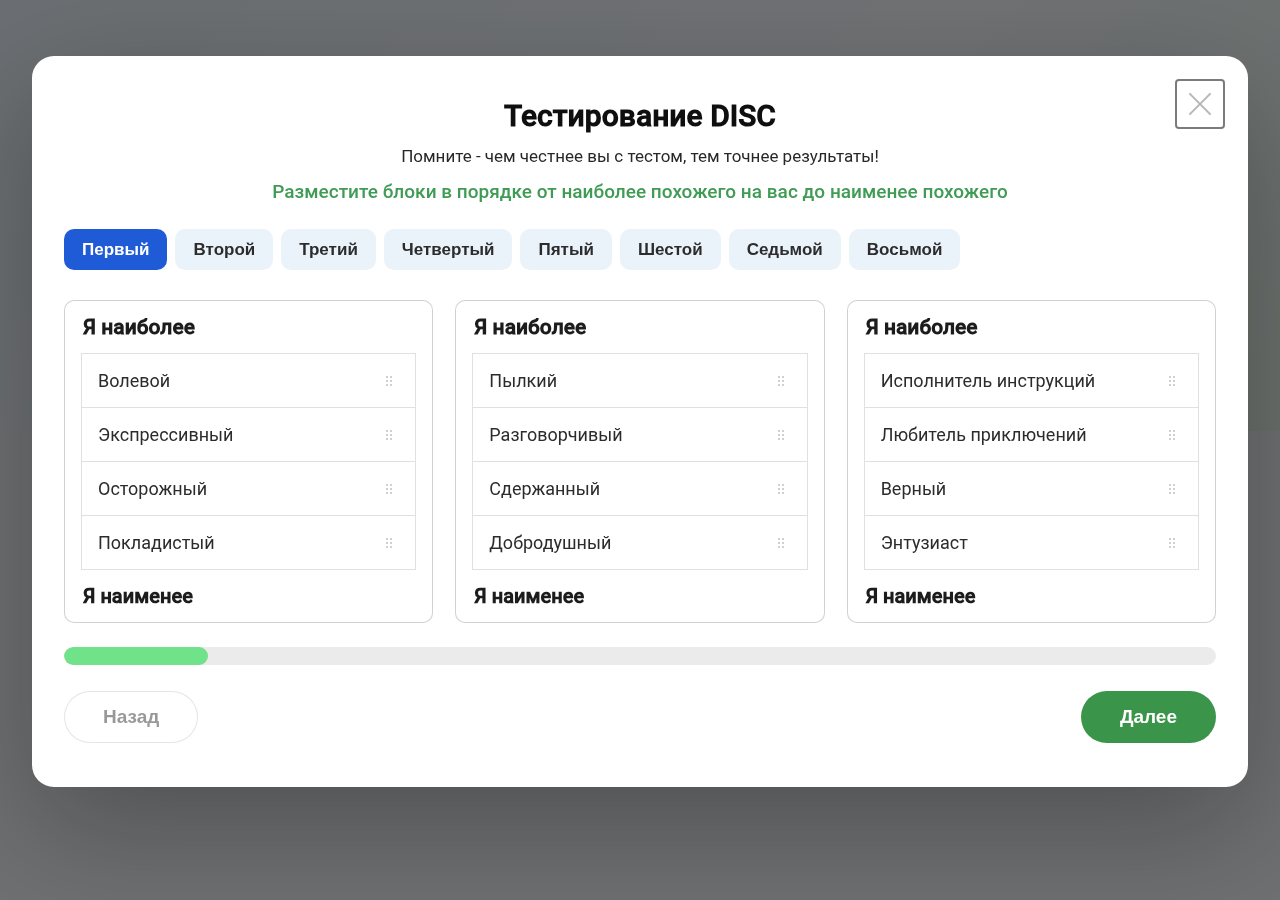 Тестирование DISC
Помните - чем честнее вы с тестом, тем точнее результаты!
Разместите блоки в порядке от наиболее похожего на вас до наименее похожего
Первый Второй Третий Четвертый Пятый Шестой Седьмой Восьмой
Я наиболее
Волевой
Экспрессивный
Осторожный
Покладистый
Я наименее
Я наиболее
Пылкий
Разговорчивый
Сдержанный
Добродушный
Я наименее
Я наиболее
Исполнитель инструкций
Любитель приключений
Верный
Энтузиаст
Я наименее
Назад
Далее